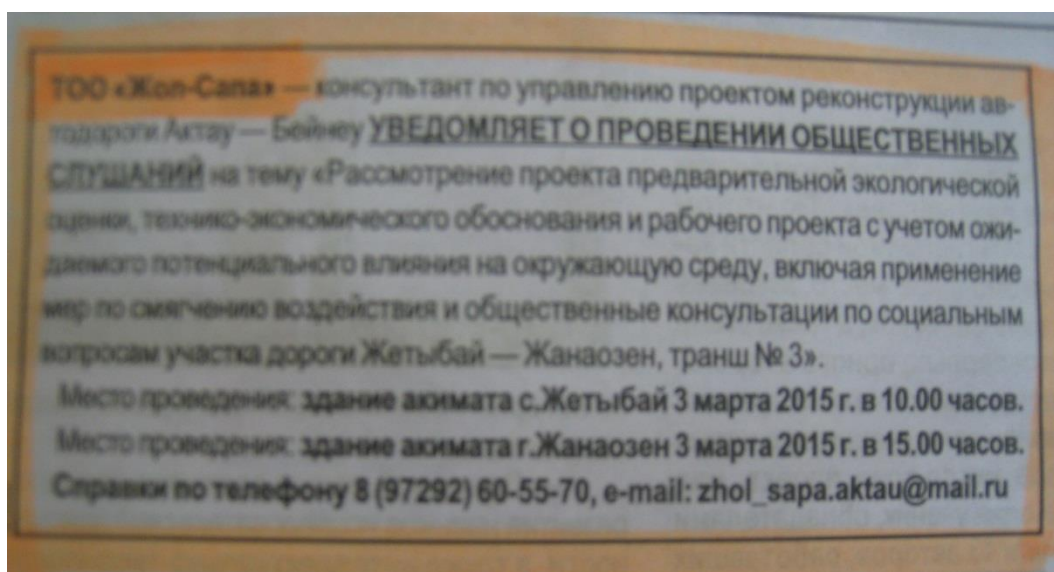 ТОО «Жол-Сапа» — консультант по управлению проектом реконструкции ав-
тодороги Актау — Бейнеу УВЕДОМЛЯЕТ О ПРОВЕДЕНИИ ОБЩЕСТВЕННЫХ
СЛУШАНИЙ на тему «Рассмотрение проекта предварительной экологической
оценки, технико-экономического обоснования и рабочего проекта с учетом ожи-
даемого потенциального влияния на окружающую среду, включая применение
мер по смягчению воздействия и общественные консультации по социальным
вопросам участка дороги Жетыбай — Жанаозен, транш № 3».
Место проведения: здание акимата с.Жетыбай 3 марта 2015 г. в 10.00 часов.
Место проведения: здание акимата г.Жанаозен 3 марта 2015 г. в 15.00 часов.
Справки по телефону 8 (97292) 60-55-70, e-mail: zhol_sapa.aktau@mail.ru